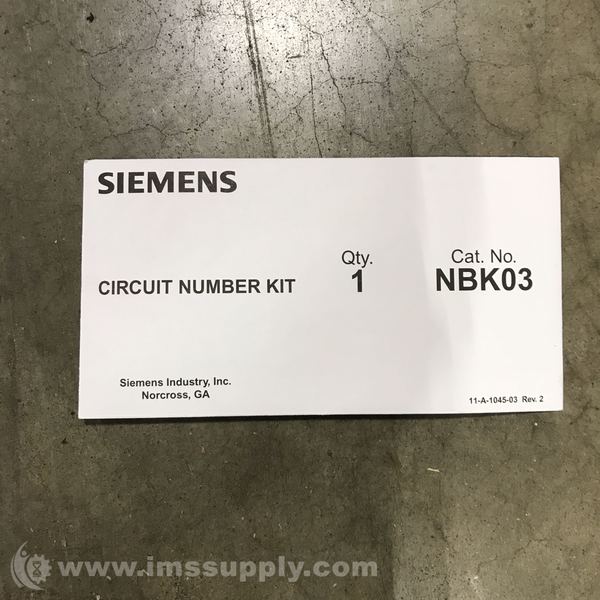 SIEMENS
CIRCUIT NUMBER KIT
Qty.
1
Cat. No.
NBK03
Siemens Industry, Inc.
Norcross, GA
11-A-1045-03 Rev. 2
www.imssupply.com